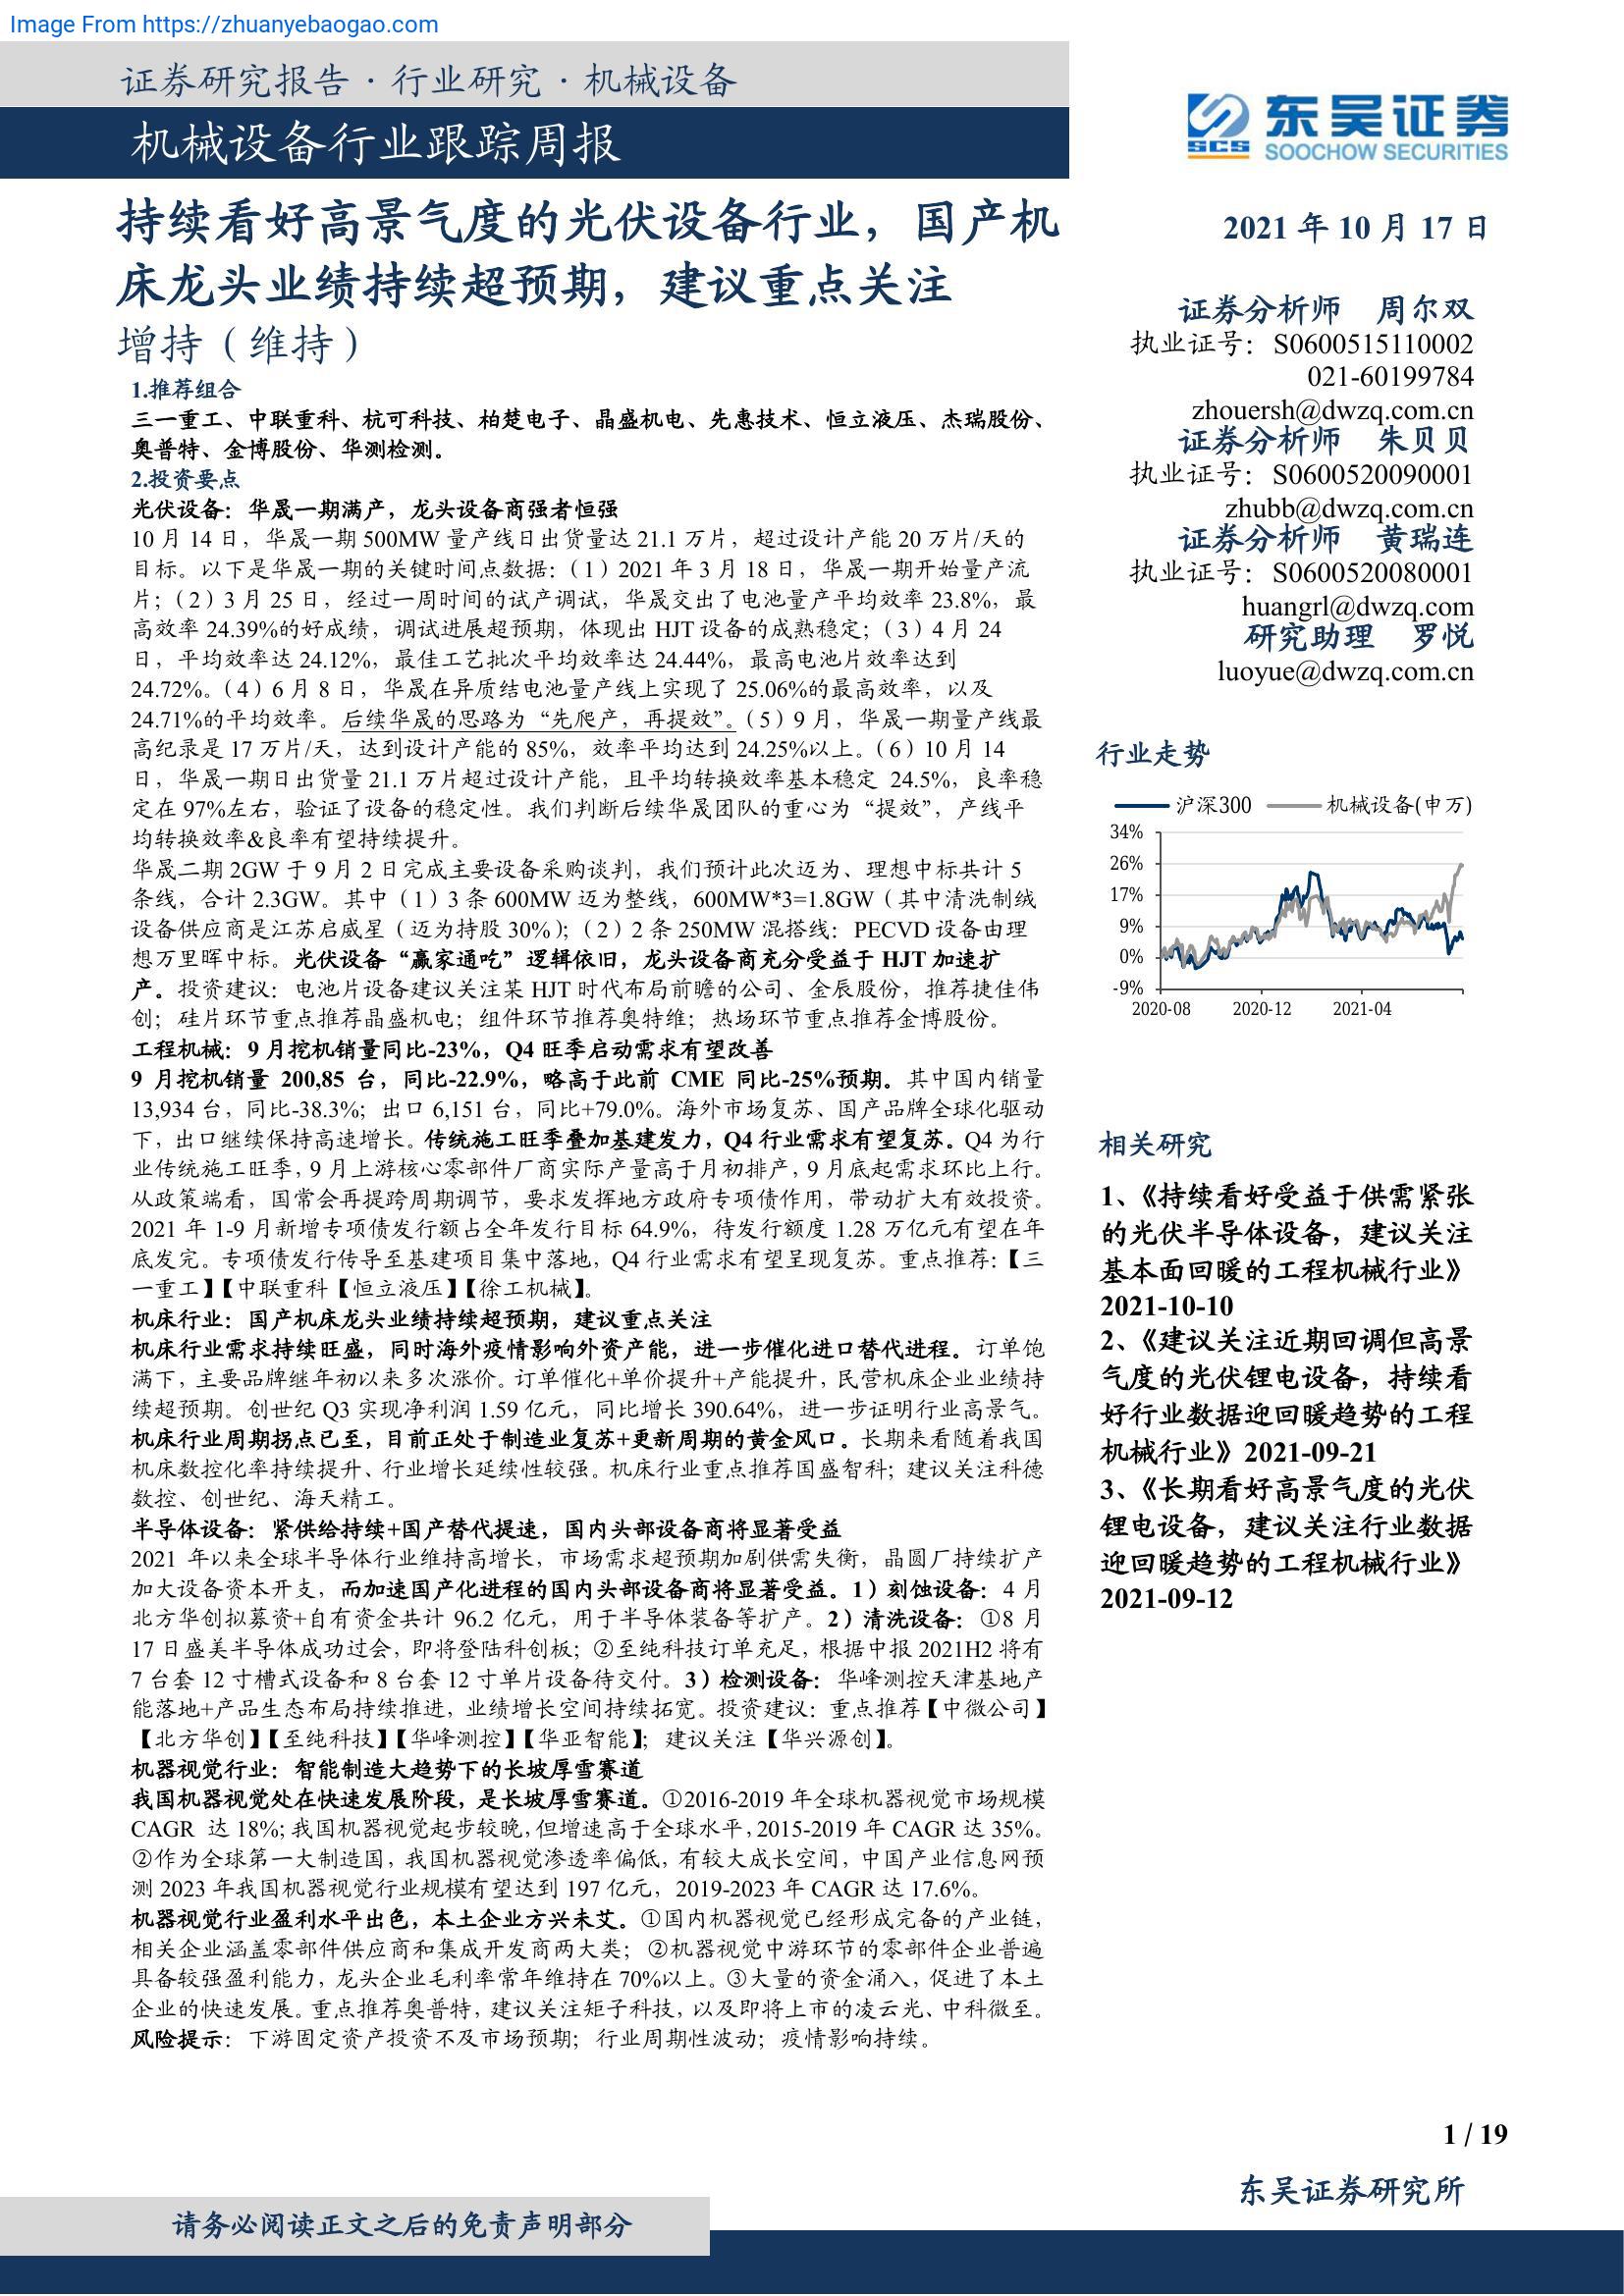 Image From https://zhuanyebaogao.com
证券研究报告 · 行业研究 · 机械设备
机械设备行业跟踪周报
东吴证券
SCS SOOCHOW SECURITIES
持续看好高景气度的光伏设备行业，国产机
床龙头业绩持续超预期，建议重点关注
增持（维持）
1.推荐组合
三一重工、中联重科、杭可科技、柏楚电子、晶盛机电、先惠技术、恒立液压、杰瑞股份、
奥普特、金博股份、华测检测。
2.投资要点
光伏设备：华晟一期满产，龙头设备商强者恒强
10 月 14 日，华晟一期 500MW 量产线日出货量达 21.1 万片，超过设计产能 20 万片/天的
目标。以下是华晟一期的关键时间点数据：（1）2021 年 3 月 18 日，华晟一期开始量产流
片；（2）3 月 25 日，经过一周时间的试产调试，华晟交出了电池量产平均效率 23.8%，最
高效率 24.39%的好成绩，调试进展超预期，体现出 HJT 设备的成熟稳定；（3）4 月 24
日，平均效率达 24.12%，最佳工艺批次平均效率达 24.44%，最高电池片效率达到
24.72%。（4）6 月 8 日，华晟在异质结电池量产线上实现了 25.06%的最高效率，以及
24.71%的平均效率。后续华晟的思路为“先爬产，再提效”。（5）9 月，华晟一期量产线最
高纪录是 17 万片/天，达到设计产能的 85%，效率平均达到 24.25%以上。（6）10 月 14
日，华晟一期日出货量 21.1 万片超过设计产能，且平均转换效率基本稳定 24.5%，良率稳
定在 97%左右，验证了设备的稳定性。我们判断后续华晟团队的重心为“提效”，产线平
均转换效率&良率有望持续提升。
华晟二期 2GW 于 9 月 2 日完成主要设备采购谈判，我们预计此次迈为、理想中标共计 5
条线，合计 2.3GW。其中（1）3 条 600MW 迈为整线，600MW*3=1.8GW（其中清洗制绒
设备供应商是江苏启威星（迈为持股 30%）；（2）2 条 250MW 混搭线：PECVD 设备由理
想万里晖中标。光伏设备“赢家通吃”逻辑依旧，龙头设备商充分受益于 HJT 加速扩
产。投资建议：电池片设备建议关注某 HJT 时代布局前瞻的公司、金辰股份，推荐捷佳伟
创；硅片环节重点推荐晶盛机电；组件环节推荐奥特维；热场环节重点推荐金博股份。
工程机械：9 月挖机销量同比-23%，Q4 旺季启动需求有望改善
9 月挖机销量 200,85 台，同比-22.9%，略高于此前 CME 同比-25%预期。其中国内销量
13,934 台，同比-38.3%；出口 6,151 台，同比+79.0%。海外市场复苏、国产品牌全球化驱动
下，出口继续保持高速增长。传统施工旺季叠加基建发力，Q4 行业需求有望复苏。Q4 为行
业传统施工旺季，9 月上游核心零部件厂商实际产量高于月初排产，9 月底起需求环比上行。
从政策端看，国常会再提跨周期调节，要求发挥地方政府专项债作用，带动扩大有效投资。
2021 年 1-9 月新增专项债发行额占全年发行目标 64.9%，待发行额度 1.28 万亿元有望在年
底发完。专项债发行传导至基建项目集中落地，Q4 行业需求有望呈现复苏。重点推荐：【三
一重工】【中联重科【恒立液压】【徐工机械】。
机床行业：国产机床龙头业绩持续超预期，建议重点关注
机床行业需求持续旺盛，同时海外疫情影响外资产能，进一步催化进口替代进程。订单饱
满下，主要品牌继年初以来多次涨价。订单催化+单价提升+产能提升，民营机床企业业绩持
续超预期。创世纪 Q3 实现净利润 1.59 亿元，同比增长 390.64%，进一步证明行业高景气。
机床行业周期拐点已至，目前正处于制造业复苏+更新周期的黄金风口。长期来看随着我国
机床数控化率持续提升、行业增长延续性较强。机床行业重点推荐国盛智科；建议关注科德
数控、创世纪、海天精工。
半导体设备：紧供给持续+国产替代提速，国内头部设备商将显著受益
2021 年以来全球半导体行业维持高增长，市场需求超预期加剧供需失衡，晶圆厂持续扩产
加大设备资本开支，而加速国产化进程的国内头部设备商将显著受益。1）刻蚀设备：4 月
北方华创拟募资+自有资金共计 96.2 亿元，用于半导体装备等扩产。2）清洗设备：①8 月
17 日盛美半导体成功过会，即将登陆科创板；②至纯科技订单充足，根据中报 2021H2 将有
7 台套 12 寸槽式设备和 8 台套 12 寸单片设备待交付。3）检测设备：华峰测控天津基地产
能落地+产品生态布局持续推进，业绩增长空间持续拓宽。投资建议：重点推荐【中微公司】
【北方华创】【至纯科技】【华峰测控】【华亚智能】；建议关注【华兴源创】。
机器视觉行业：智能制造大趋势下的长坡厚雪赛道
我国机器视觉处在快速发展阶段，是长坡厚雪赛道。①2016-2019 年全球机器视觉市场规模
CAGR 达 18%；我国机器视觉起步较晚，但增速高于全球水平，2015-2019 年 CAGR 达 35%。
②作为全球第一大制造国，我国机器视觉渗透率偏低，有较大成长空间，中国产业信息网预
测 2023 年我国机器视觉行业规模有望达到 197 亿元，2019-2023 年 CAGR 达 17.6%。
机器视觉行业盈利水平出色，本土企业方兴未艾。①国内机器视觉已经形成完备的产业链，
相关企业涵盖零部件供应商和集成开发商两大类；②机器视觉中游环节的零部件企业普遍
具备较强盈利能力，龙头企业毛利率常年维持在 70%以上。③大量的资金涌入，促进了本土
企业的快速发展。重点推荐奥普特，建议关注矩子科技，以及即将上市的凌云光、中科微至。
风险提示：下游固定资产投资不及市场预期；行业周期性波动；疫情影响持续。
2021 年 10 月 17 日
证券分析师 周尔双
执业证号：S0600515110002
021-60199784
zhouersh@dwzq.com.cn
证券分析师 朱贝贝
执业证号：S0600520090001
zhubb@dwzq.com.cn
证券分析师 黄瑞连
执业证号：S0600520080001
huangrl@dwzq.com
研究助理 罗悦
luoyue@dwzq.com.cn
行业走势
沪深300 机械设备(申万)
34%
26%
17%
9%
0%
-9%
2020-08 2020-12 2021-04
相关研究
1、《持续看好受益于供需紧张
的光伏半导体设备，建议关注
基本面回暖的工程机械行业》
2021-10-10
2、《建议关注近期回调但高景
气度的光伏锂电设备，持续看
好行业数据迎回暖趋势的工程
机械行业》2021-09-21
3、《长期看好高景气度的光伏
锂电设备，建议关注行业数据
迎回暖趋势的工程机械行业》
2021-09-12
1 / 19
东吴证券研究所
请务必阅读正文之后的免责声明部分